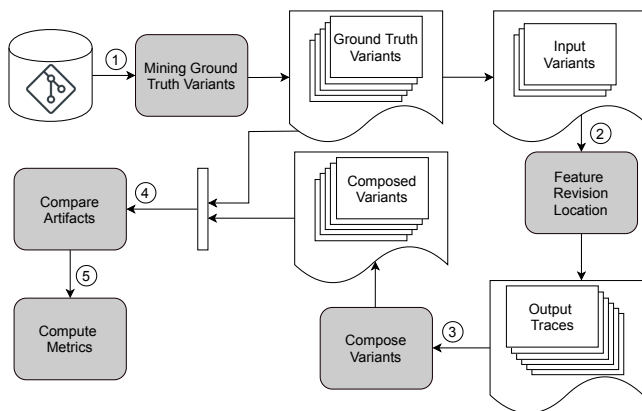 1
Mining Ground
Truth Variants
Ground Truth
Variants
Input
Variants
2
Feature
Revision
Location
Output
Traces
3
Compose
Variants
Composed
Variants
4
Compare
Artifacts
5
Compute
Metrics